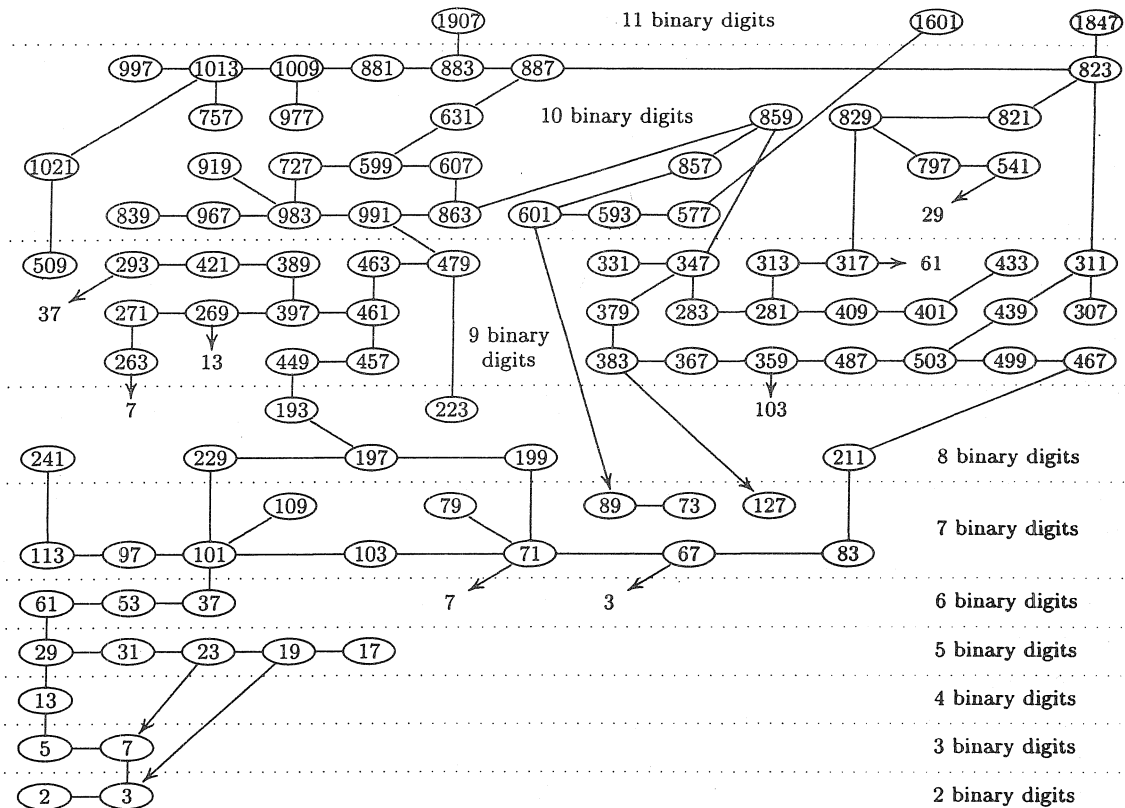 1907 11 binary digits 1601 1847
997 1013 1009 881 883 887 823
757 977 631 10 binary digits 859 829 821
1021 919 727 599 607 857 797 541
839 967 983 991 863 601 593 577 29
509 293 421 389 463 479 331 347 313 317 61 433 311
37 271 269 397 461 379 283 281 409 401 439 307
9 binary
digits
263 13 449 457 383 367 359 487 503 499 467
7 193 223 103
241 229 197 199 211 8 binary digits
109 79 89 73 127
7 binary digits
113 97 101 103 71 67 83
61 53 37 7 3 6 binary digits
29 31 23 19 17 5 binary digits
13 4 binary digits
5 7 3 binary digits
2 3 2 binary digits